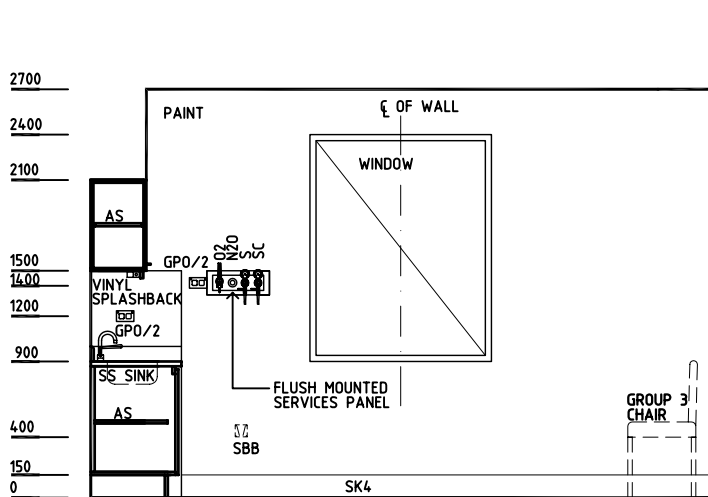 2700
PAINT
℄ OF WALL
2400
WINDOW
2100
AS
O2
N2O
S
SC
GPO/2
1500
1400
VINYL
SPLASHBACK
1200
GPO/2
900
SS SINK
FLUSH MOUNTED
SERVICES PANEL
GROUP 3
CHAIR
AS
400
SBB
150
0
SK4